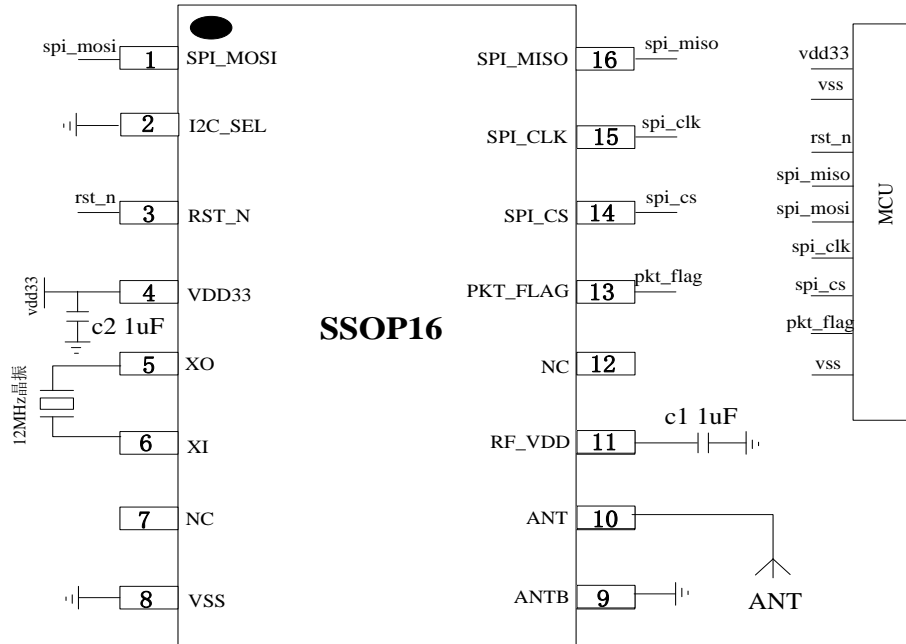 spi_mosi
1
SPI_MOSI
2
I2C_SEL
rst_n
3
RST_N
vdd33
4
VDD33
c2 1uF
12MHz晶振
5
XO
6
XI
7
NC
8
VSS
SSOP16
SPI_MISO
16
spi_miso
SPI_CLK
15
spi_clk
SPI_CS
14
spi_cs
PKT_FLAG
13
pkt_flag
NC
12
RF_VDD
11
c1 1uF
ANT
10
ANTB
9
ANT
vdd33
vss
rst_n
spi_miso
spi_mosi
spi_clk
spi_cs
pkt_flag
vss
MCU